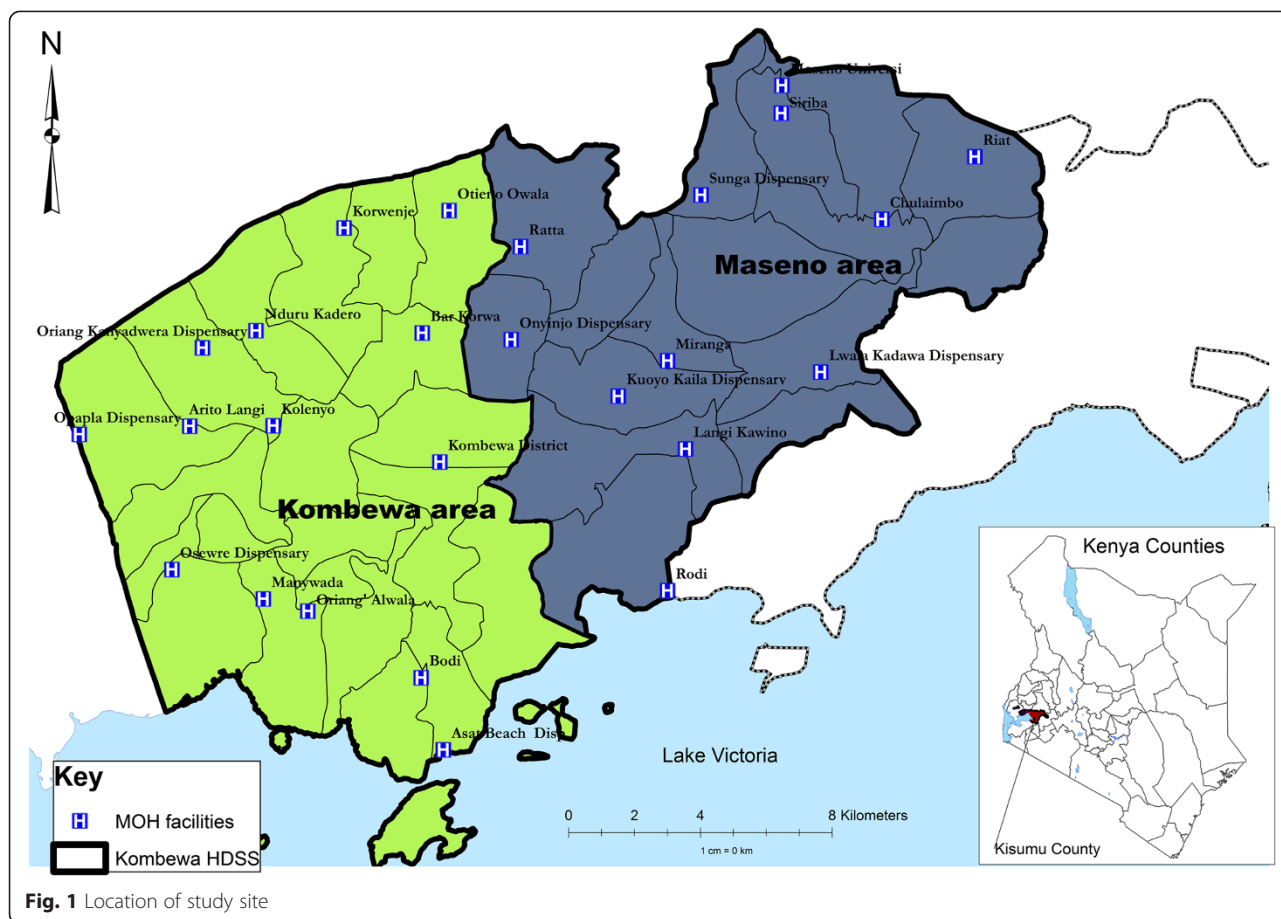 N
Maseno Universi
Siriba
Riat
Sunga Dispensary
Otieno Owala
Chulaimbo
Korwenje
Ratta
Maseno area
Nduru Kadero
Bar Korwa
Oriang Kanyadwera Dispensary
Onyinjo Dispensary
Miranga
Lwala Kadawa Dispensary
Kuoyo Kaila Dispensary
Opapla Dispensary
Arito Langi
Kolenyo
Langi Kawino
Kombewa District
Kombewa area
Osewre Dispensary
Manywada
Oriang' Alwala
Rodi
Bodi
Asat Beach Disp
Lake Victoria
Kenya Counties
Kisumu County
Key
MOH facilities
Kombewa HDSS
0 2 4 8 Kilometers
1 cm = 0 km
Fig. 1 Location of study site